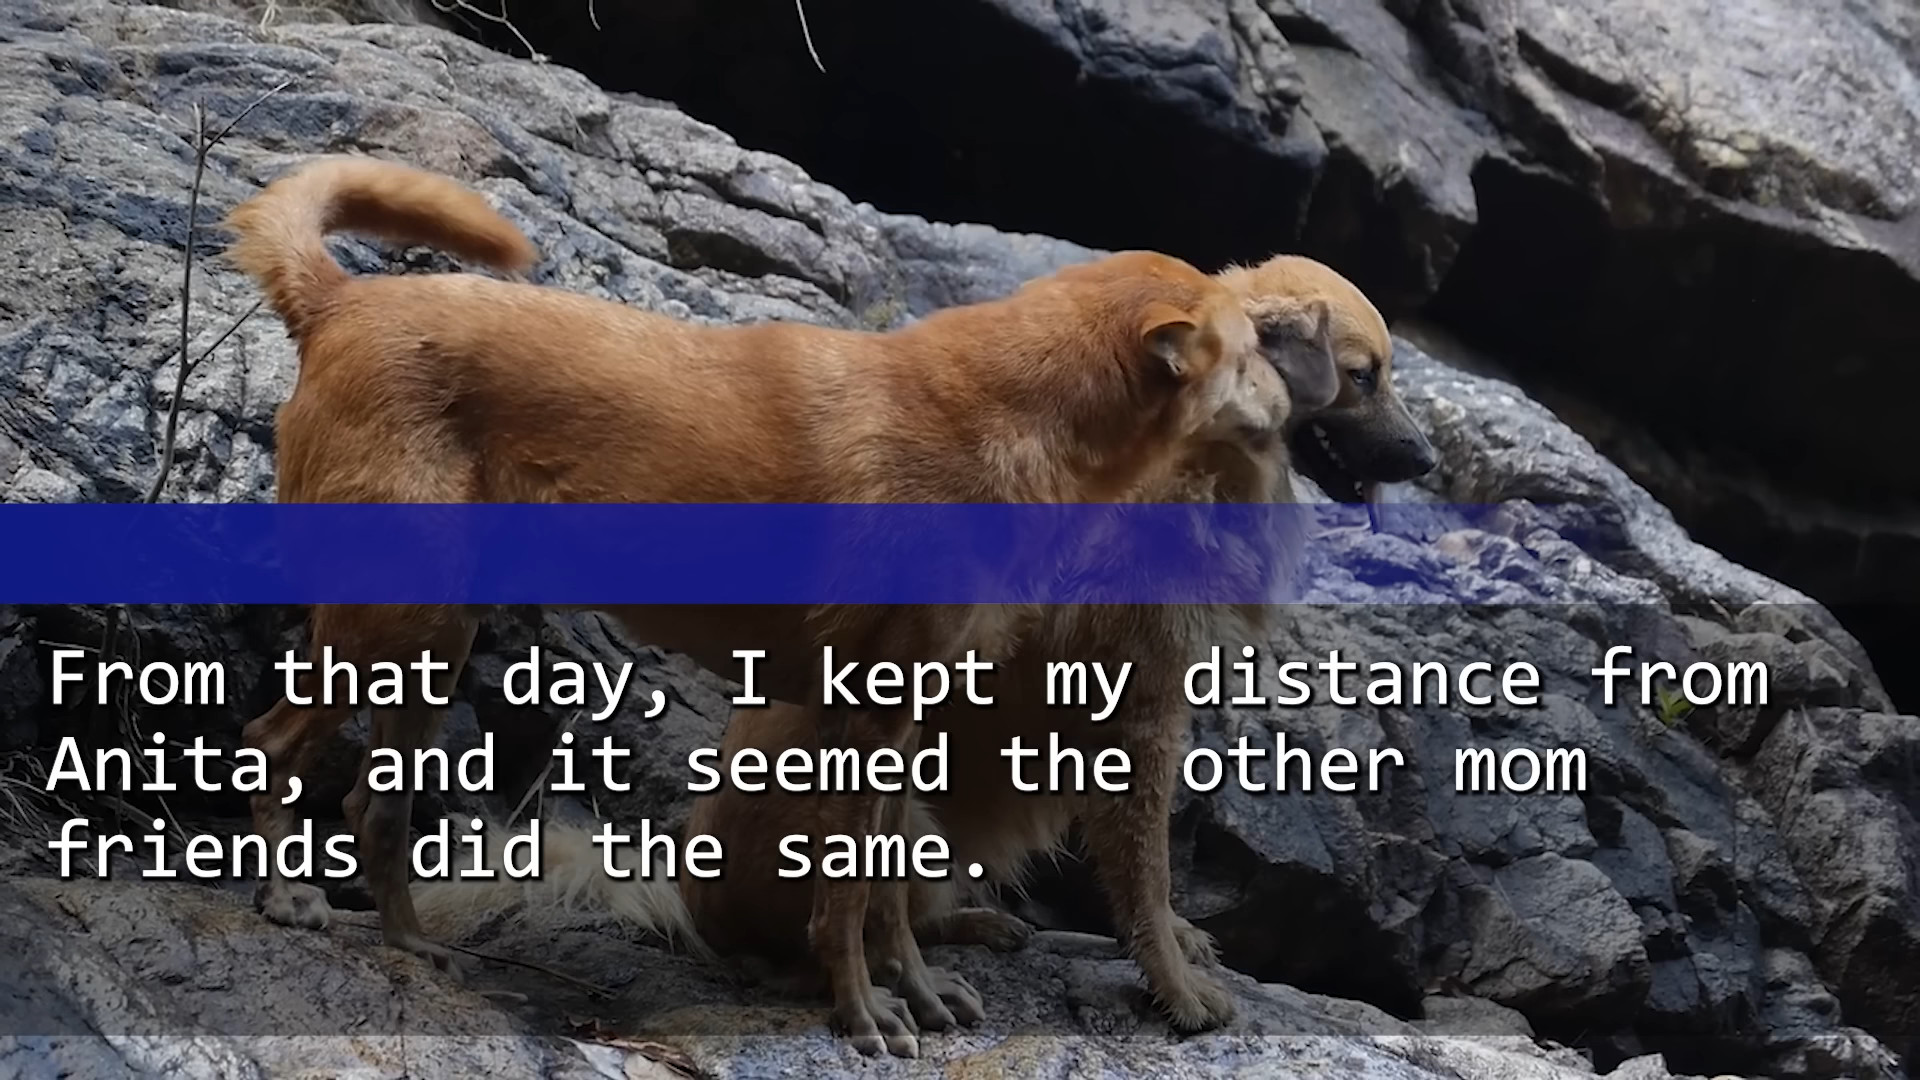 From that day, I kept my distance from
Anita, and it seemed the other mom
friends did the same.